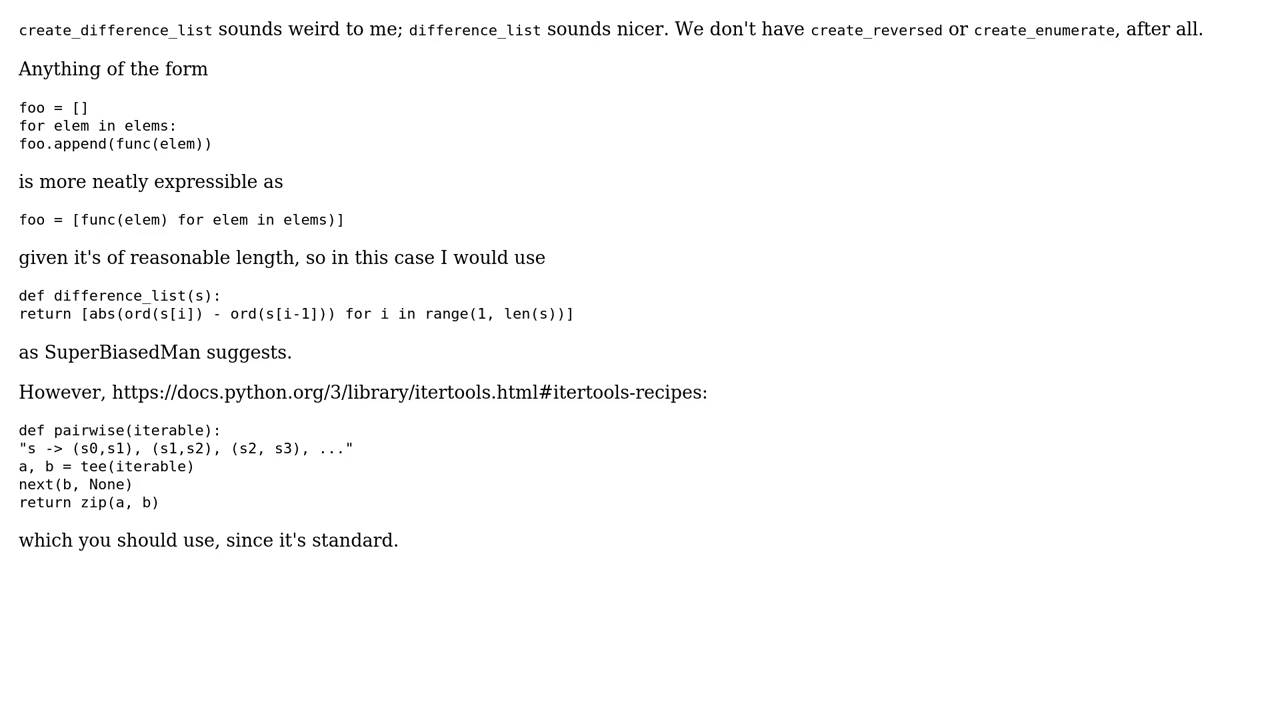 create_difference_list sounds weird to me; difference_list sounds nicer. We don't have create_reversed or create_enumerate, after all.
Anything of the form
foo = []
for elem in elems:
foo.append(func(elem))
is more neatly expressible as
foo = [func(elem) for elem in elems)]
given it's of reasonable length, so in this case I would use
def difference_list(s):
return [abs(ord(s[i]) - ord(s[i-1])) for i in range(1, len(s))]
as SuperBiasedMan suggests.
However, https://docs.python.org/3/library/itertools.html#itertools-recipes:
def pairwise(iterable):
"s -> (s0,s1), (s1,s2), (s2, s3), ..."
a, b = tee(iterable)
next(b, None)
return zip(a, b)
which you should use, since it's standard.